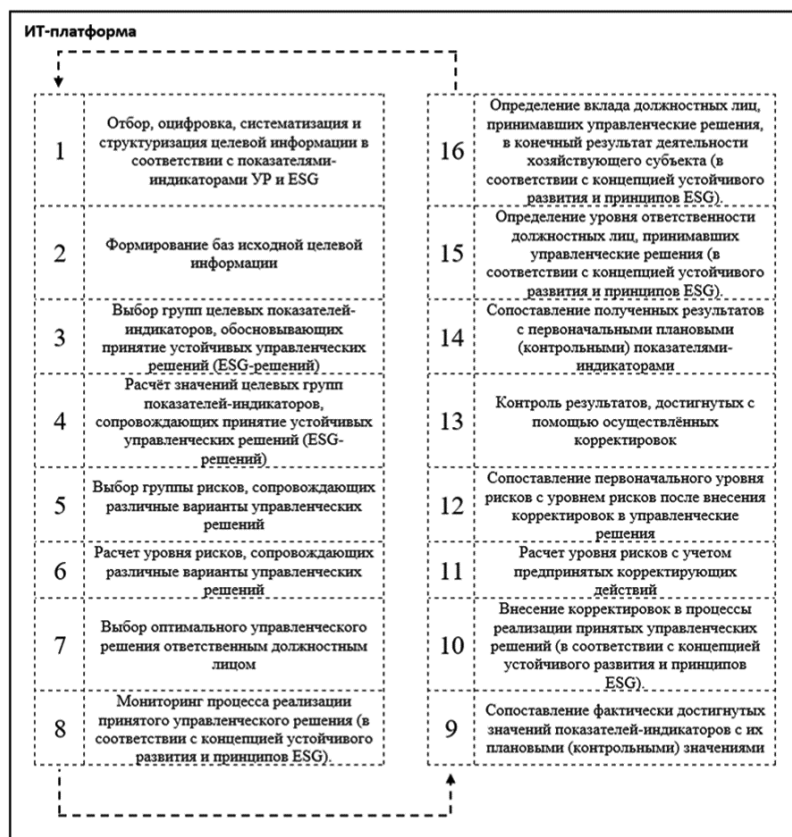 ИТ-платформа
1
Отбор, оцифровка, систематизация и
структуризация целевой информации в
соответствии с показателями-
индикаторами УР и ESG
2
Формирование баз исходной целевой
информации
3
Выбор групп целевых показателей-
индикаторов, обосновывающих
принятие устойчивых управленческих
решений (ESG-решений)
4
Расчёт значений целевых групп
показателей-индикаторов,
сопровождающих принятие устойчивых
управленческих решений (ESG-
решений)
5
Выбор группы рисков, сопровождающих
различные варианты управленческих
решений
6
Расчет уровня рисков, сопровождающих
различные варианты управленческих
решений
7
Выбор оптимального управленческого
решения ответственным должностным
лицом
8
Мониторинг процесса реализации
принятого управленческого решения (в
соответствии с концепцией устойчивого
развития и принципов ESG).
16
Определение вклада должностных лиц,
принимавших управленческие решения,
в конечный результат деятельности
хозяйствующего субъекта (в
соответствии с концепцией устойчивого
развития и принципов ESG).
15
Определение уровня ответственности
должностных лиц, принимавших
управленческие решения (в
соответствии с концепцией устойчивого
развития и принципов ESG).
14
Сопоставление полученных результатов
с первоначальными плановыми
(контрольными) показателями-
индикаторами
13
Контроль результатов, достигнутых с
помощью осуществлённых
корректировок
12
Сопоставление первоначального уровня
рисков с уровнем рисков после внесения
корректировок в управленческие
решения
11
Расчет уровня рисков с учетом
предпринятых корректирующих
действий
10
Внесение корректировок в процессы
реализации принятых управленческих
решений (в соответствии с концепцией
устойчивого развития и принципов
ESG).
9
Сопоставление фактически достигнутых
значений показателей-индикаторов с их
плановыми (контрольными) значениями